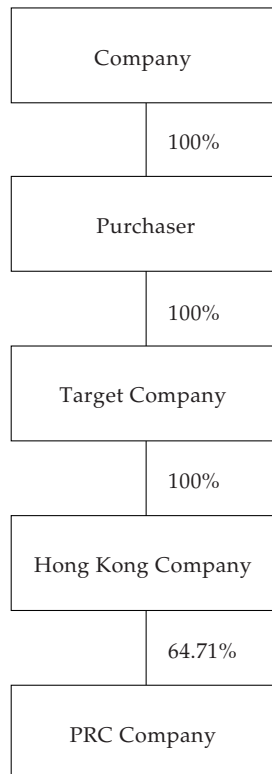 Company
100%
Purchaser
100%
Target Company
100%
Hong Kong Company
64.71%
PRC Company